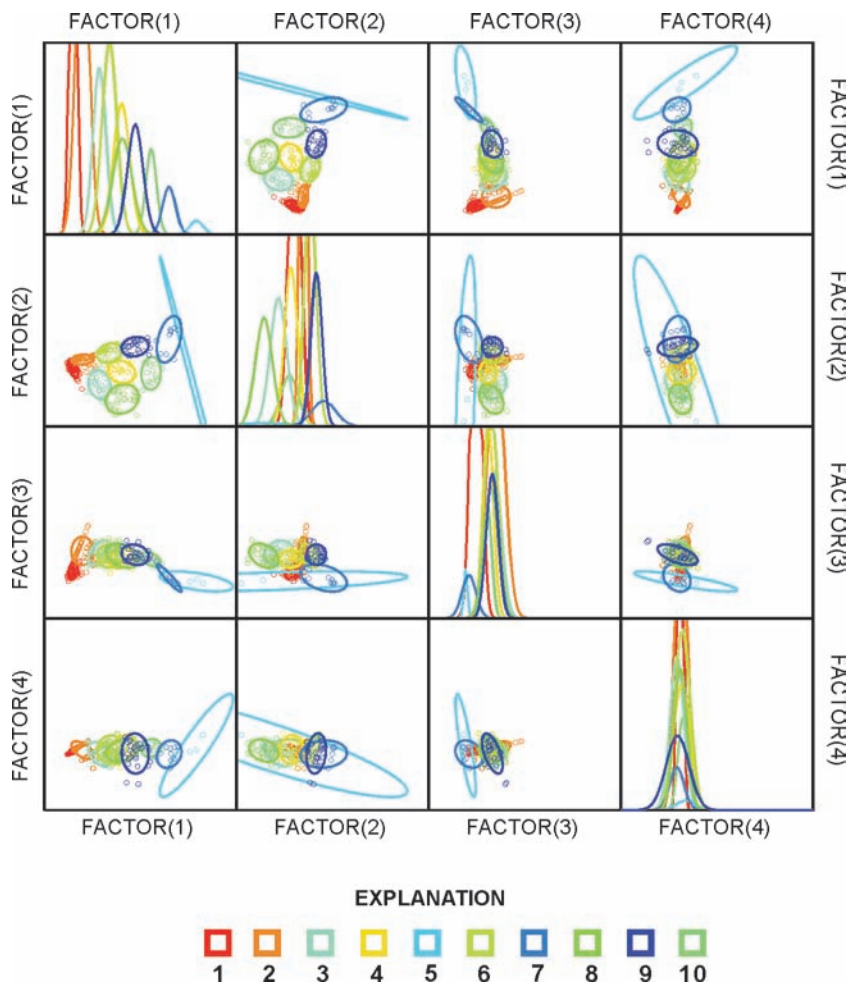 FACTOR(1) FACTOR(2) FACTOR(3) FACTOR(4)
FACTOR(1) FACTOR(1)
FACTOR(2) FACTOR(2)
FACTOR(3) FACTOR(3)
FACTOR(4) FACTOR(4)
FACTOR(1) FACTOR(2) FACTOR(3) FACTOR(4)
EXPLANATION
1 2 3 4 5 6 7 8 9 10